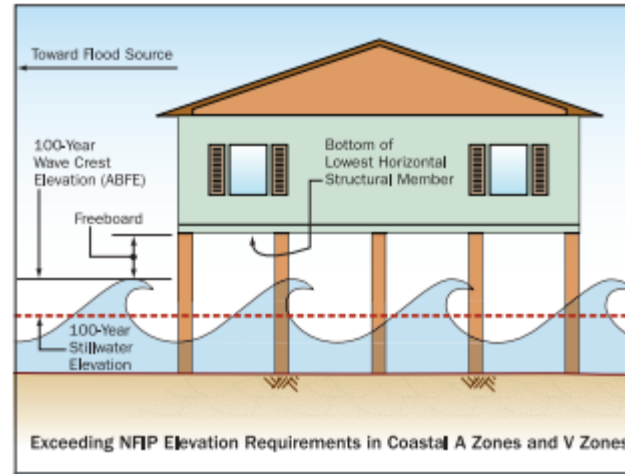 Toward Flood Source
100-Year
Wave Crest
Elevation (ABFE)
Bottom of
Lowest Horizontal
Structural Member
Freeboard
100-Year
Stillwater
Elevation
Exceeding NFIP Elevation Requirements in Coastal A Zones and V Zones